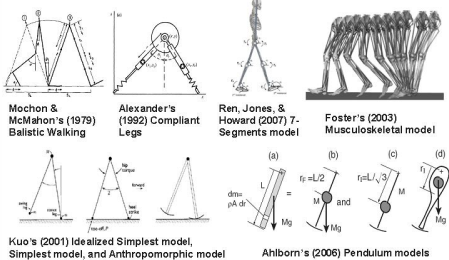 Mochon &
McMahon's (1979)
Balistic Walking
Alexander's
(1992) Compliant
Legs
Ren, Jones, &
Howard (2007) 7-
Segments model
Foster's (2003)
Musculoskeletal model
leg
torque
forward
swing
leg
stance
leg
heel
strike
toe-off, P
Kuo's (2001) Idealized Simplest model,
Simplest model, and Anthropomorphic model
(a)
(b)
(c)
(d)
L
dm=
ρA dr
=
Mg
rF =L/2
M
and
Mg
rI=L/√3
M
rI
M
Mg
Ahlborn's (2006) Pendulum models